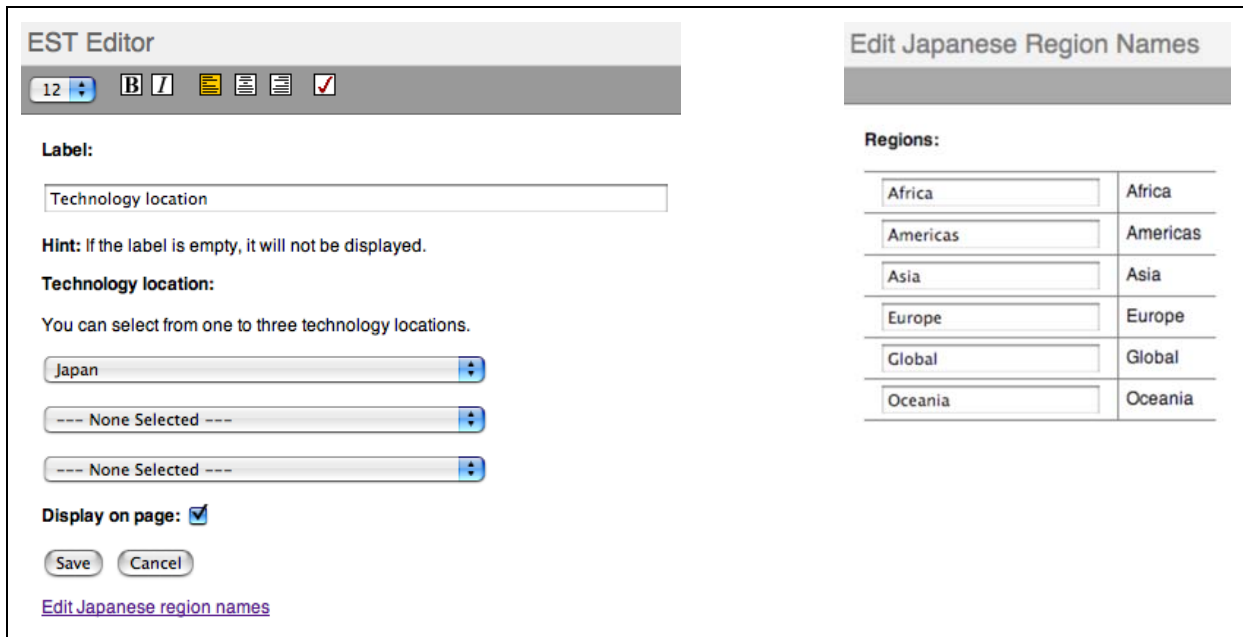 EST Editor
12 B I
Label:
Technology location
Hint: If the label is empty, it will not be displayed.
Technology location:
You can select from one to three technology locations.
Japan
--- None Selected ---
--- None Selected ---
Display on page:
Save Cancel
Edit Japanese region names
Edit Japanese Region Names
Regions:
Africa Africa
Americas Americas
Asia Asia
Europe Europe
Global Global
Oceania Oceania